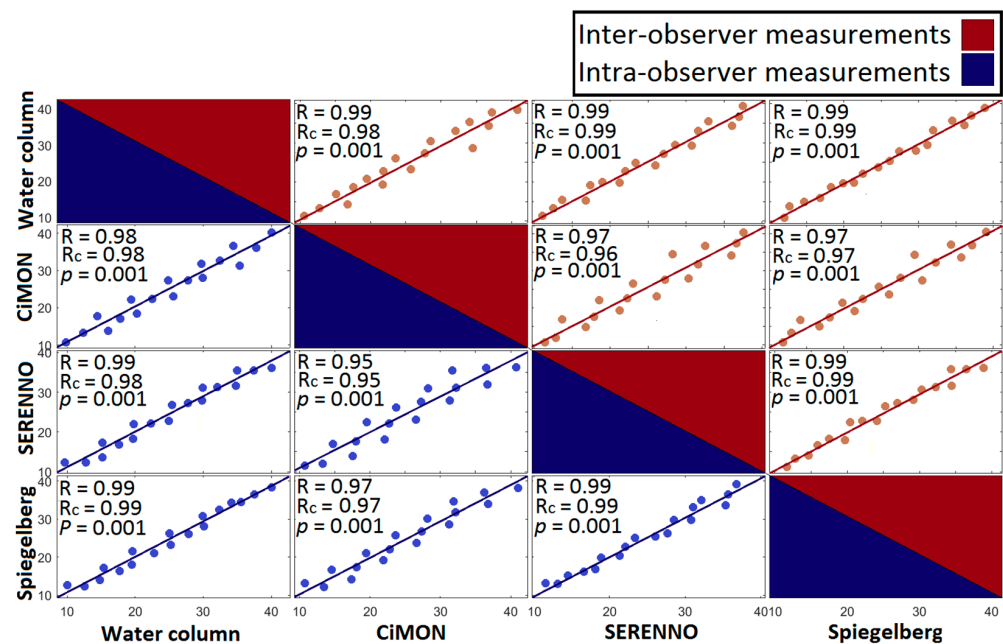 Inter-observer measurements
Intra-observer measurements
Water column
40
30
20
10
R = 0.99
Rc = 0.98
p = 0.001
R = 0.99
Rc = 0.99
P = 0.001
R = 0.99
Rc = 0.99
p = 0.001
CiMON
40
30
20
10
R = 0.98
Rc = 0.98
p = 0.001
R = 0.97
Rc = 0.96
p = 0.001
R = 0.97
Rc = 0.97
p = 0.001
SERENNO
40
30
20
10
R = 0.99
Rc = 0.98
p = 0.001
R = 0.95
Rc = 0.95
p = 0.001
R = 0.99
Rc = 0.99
p = 0.001
Spiegelberg
40
30
20
10
R = 0.99
Rc = 0.99
P = 0.001
R = 0.97
Rc = 0.97
p = 0.001
R = 0.99
Rc = 0.99
p = 0.001
10 20 30 40 10 20 30 40 10 20 30 40 10 20 30 40
Water column CiMON SERENNO Spiegelberg